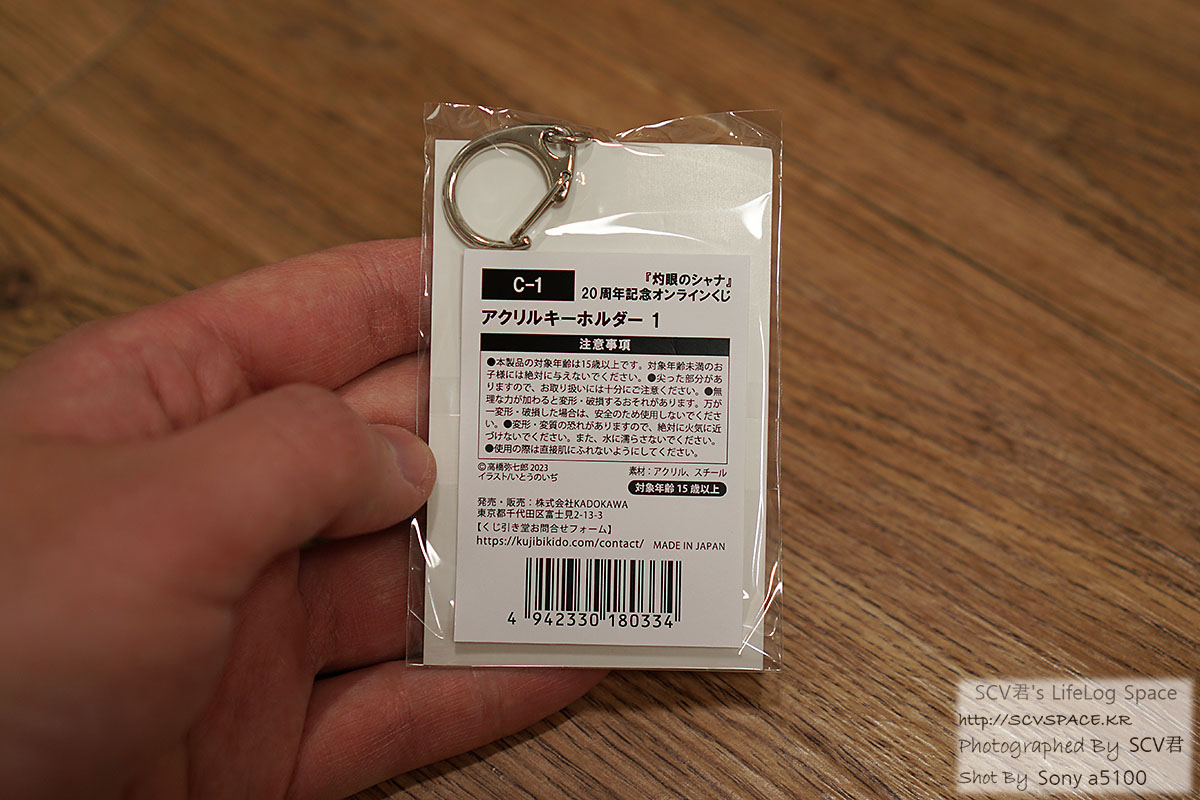 C-1
『灼眼のシャナ』
20周年記念オンラインくじ
アクリルキーホルダー 1
注意事項
●本製品の対象年齢は15歳以上です。対象年齢未満のお
子様には絶対に与えないでください。●尖った部分があ
りますので、お取り扱いには十分にご注意ください。●無
理な力が加わると変形・破損するおそれがあります。万が
一変形・破損した場合は、安全のため使用しないでくださ
い。●変形・変質の恐れがありますので、絶対に火気に近
づけないでください。また、水に濡らさないでください。
●使用の際は直接肌にふれないようにしてください。
©高橋弥七郎 2023
イラスト/いとうのいぢ
素材：アクリル、スチール
対象年齢15歳以上
発売・販売：株式会社KADOKAWA
東京都千代田区富士見2-13-3
【くじ引き堂お問合せフォーム】
https://kujibikido.com/contact/ MADE IN JAPAN
4 942330 180334
SCV君's LifeLog Space
http://SCVSPACE.KR
Photographed By SCV君
Shot By Sony a5100